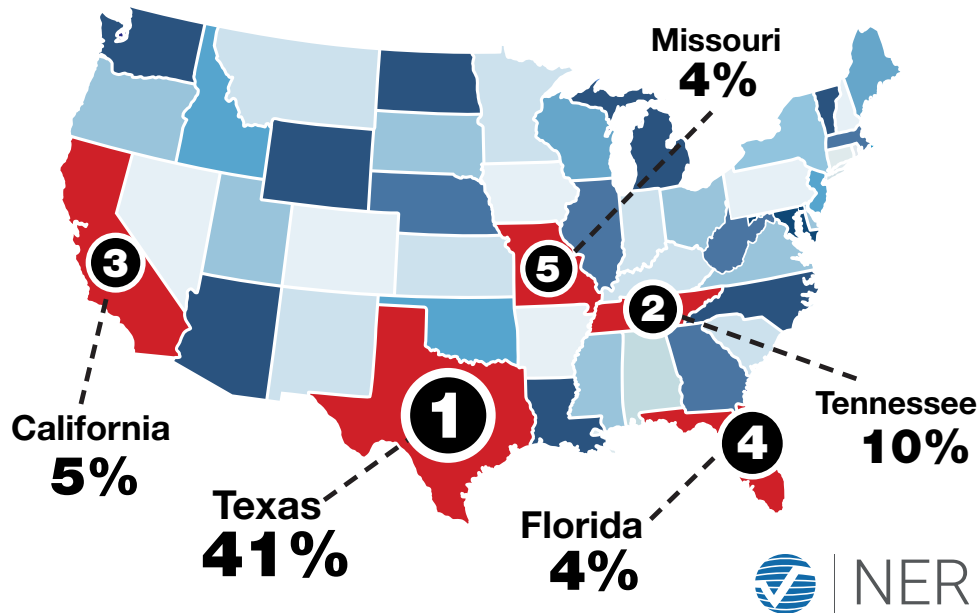 Missouri
4%
3
5
2
California
5%
1
Tennessee
10%
4
Texas
41%
Florida
4%
NER